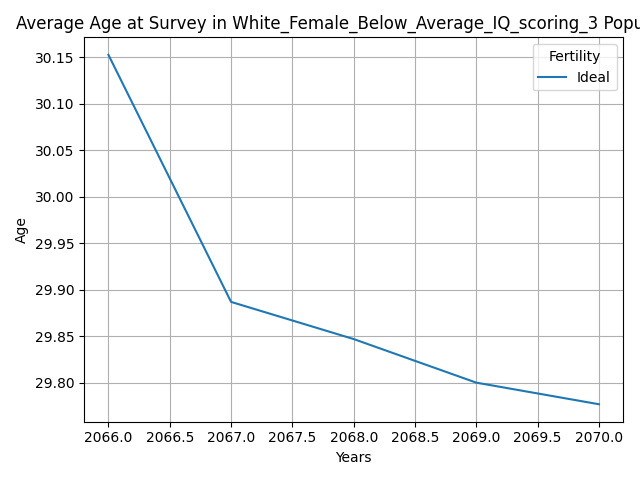 Average Age at Survey in White_Female_Below_Average_IQ_scoring_3 Popu
30.15
30.10
30.05
30.00
29.95
29.90
29.85
29.80
Age
Fertility
Ideal
2066.0 2066.5 2067.0 2067.5 2068.0 2068.5 2069.0 2069.5 2070.0
Years